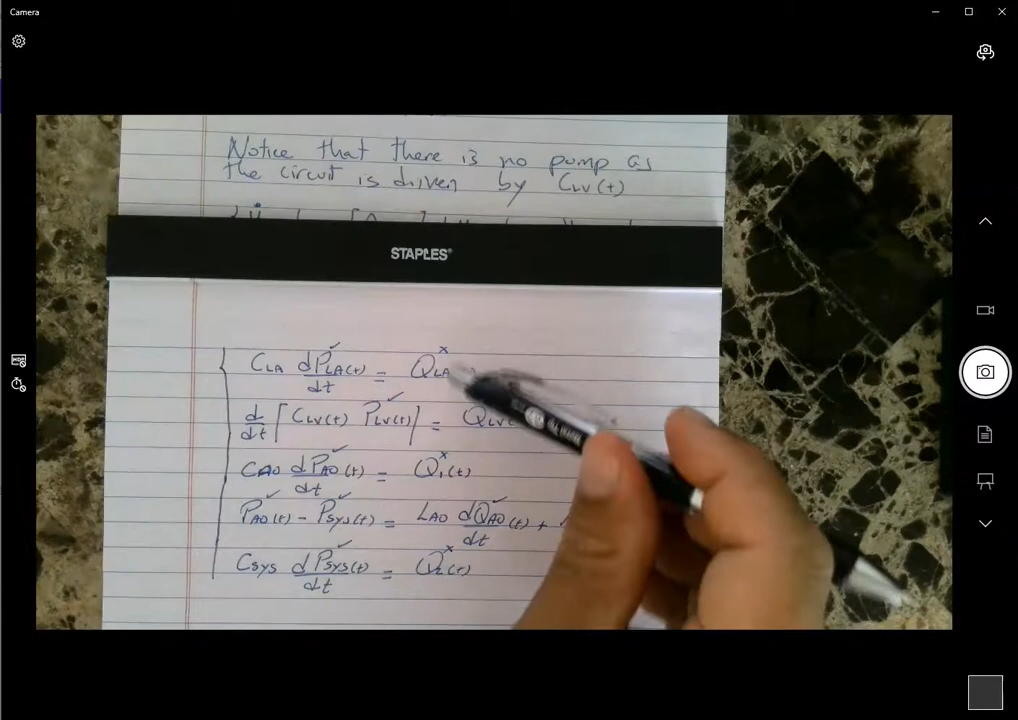 Camera
Notice that there is no pump as
the circuit is driven by CLV(t)
STAPLES®
CLA dPLA(t)/dt = QLA
d/dt [CLV(t) PLV(t)] = QLV(
CAO dPAO(t)/dt = Q1(t)
PAO(t) - PSYS(t) = LAO dQAO(t)/dt +
CSYS dPSYS(t)/dt = Q2(t)